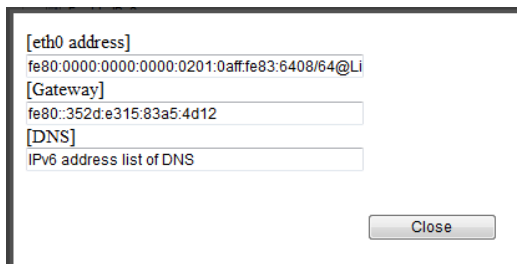 [eth0 address]
fe80:0000:0000:0000:0201:0aff:fe83:6408/64@Li
[Gateway]
fe80::352d:e315:83a5:4d12
[DNS]
IPv6 address list of DNS
Close